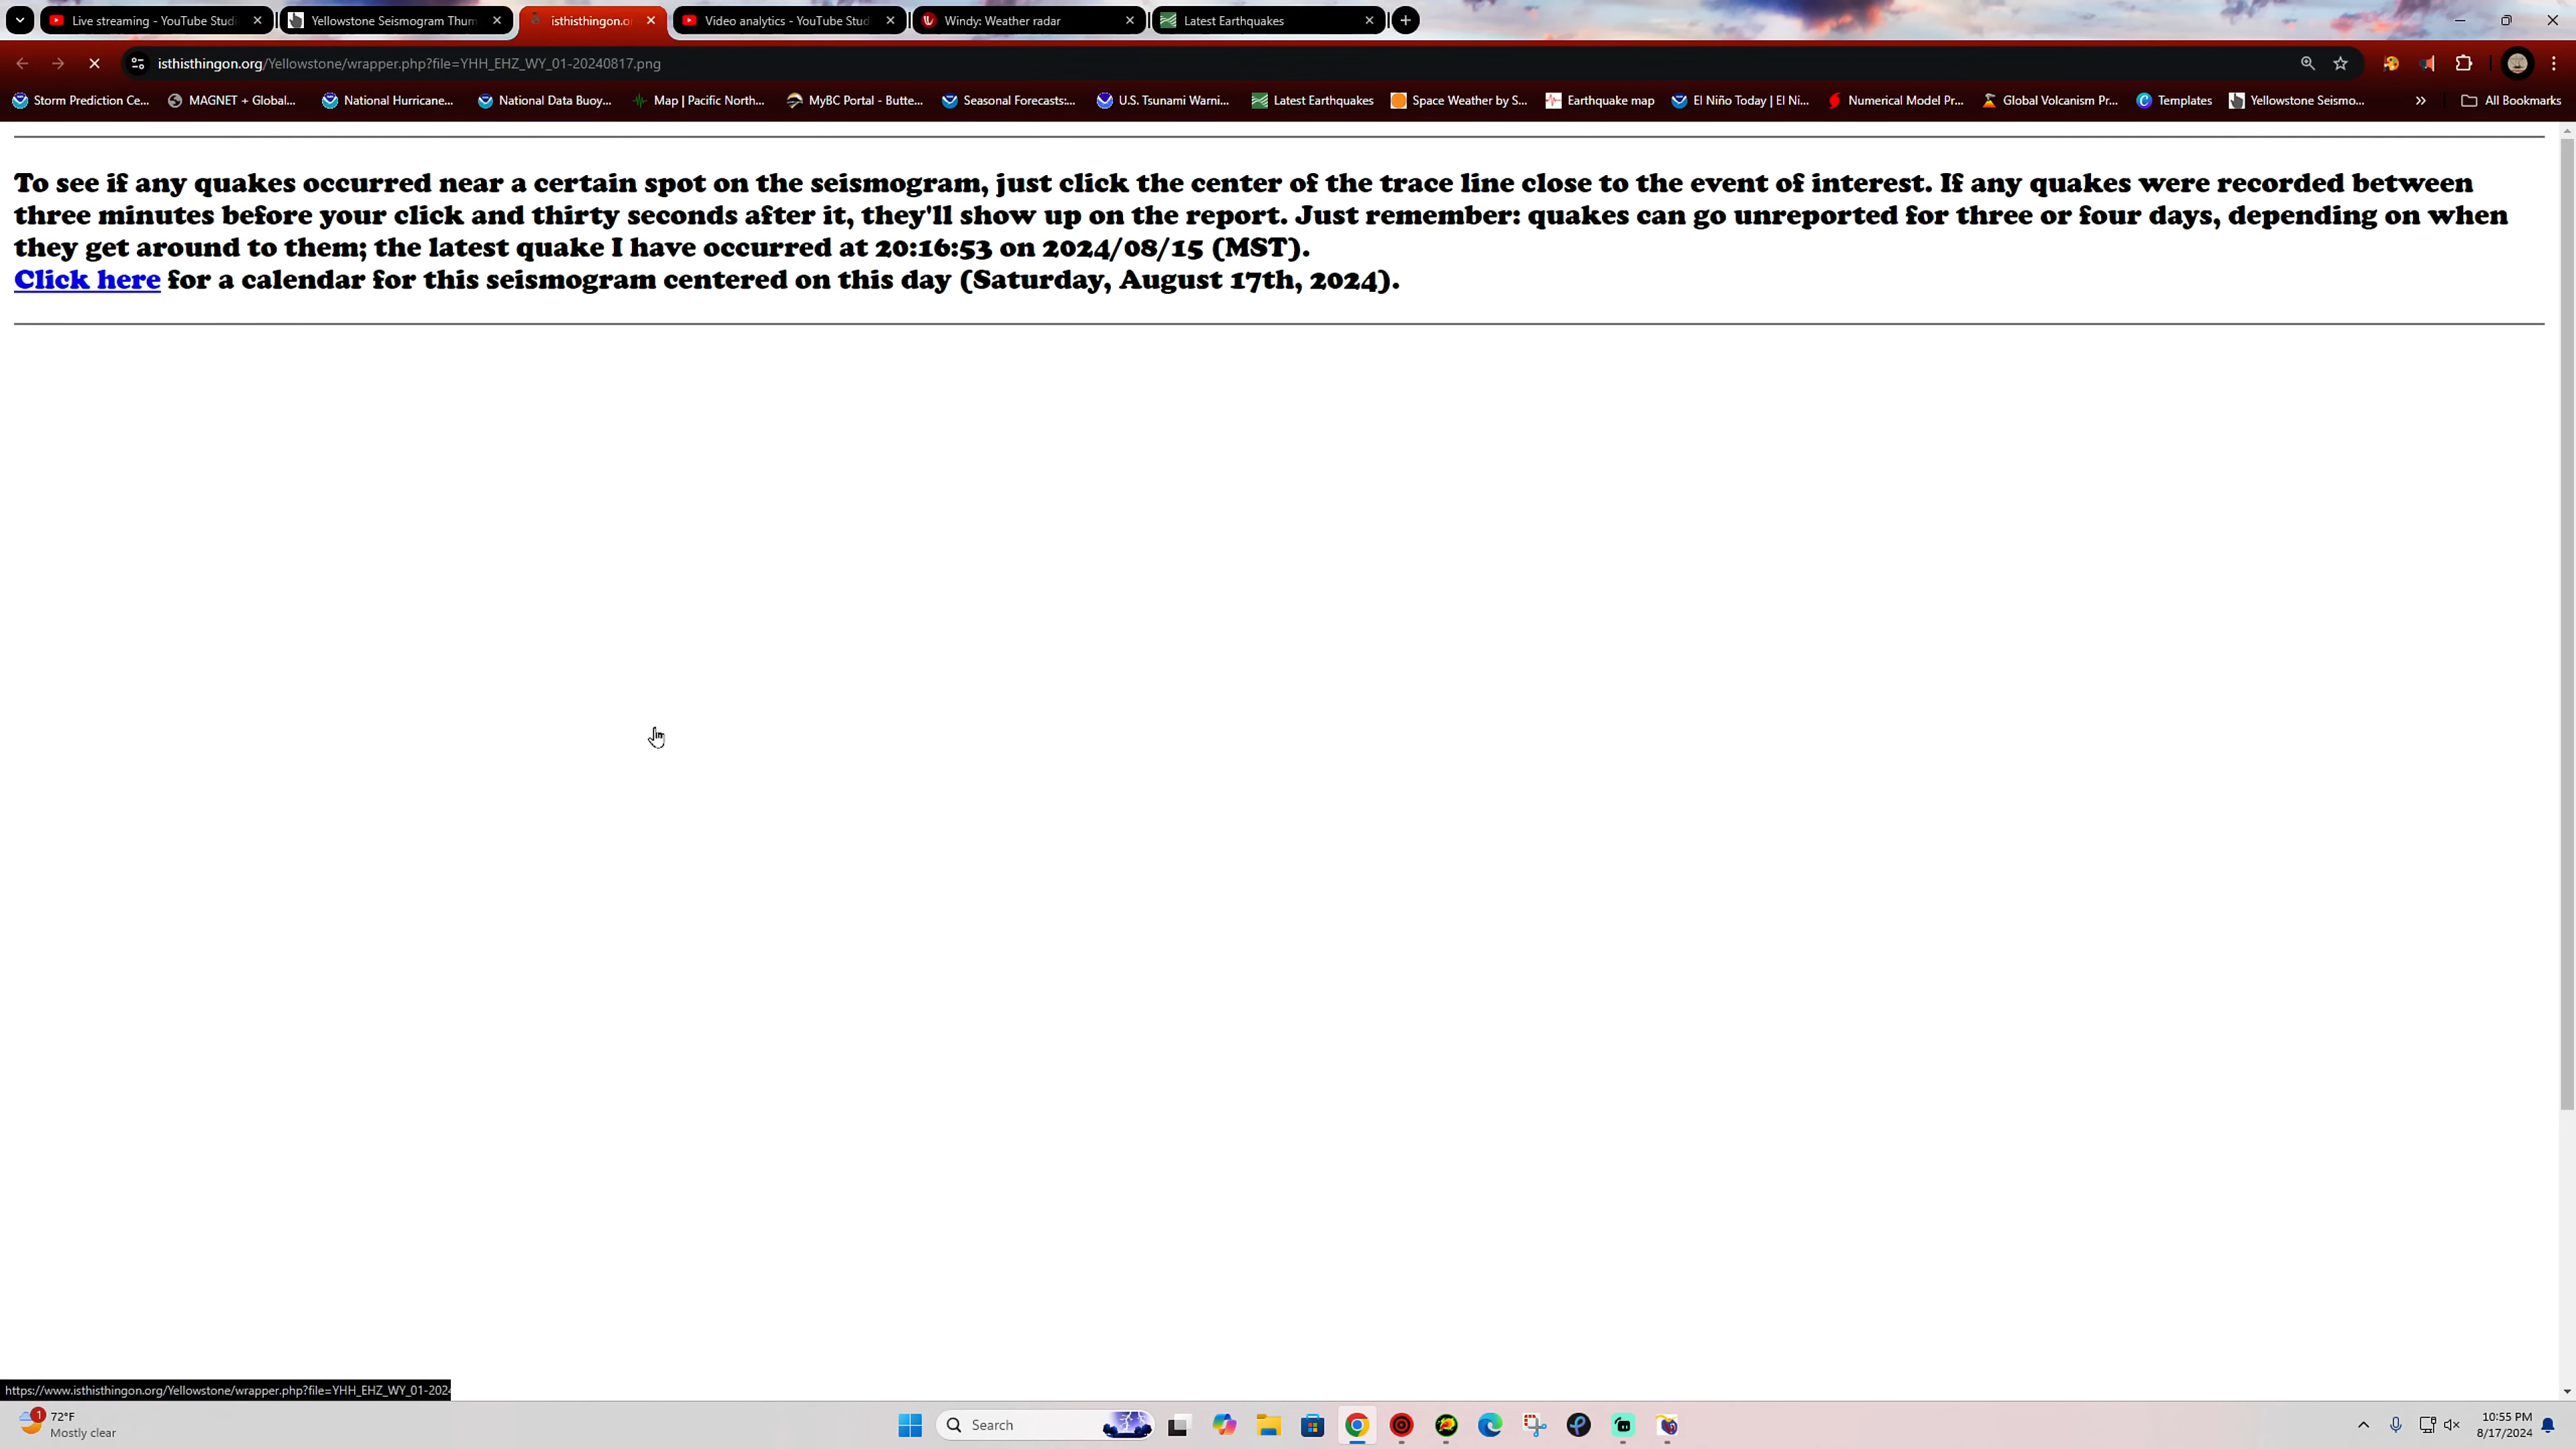 Live streaming - YouTube Studi
Yellowstone Seismogram Thum
isthisthingon.o
Video analytics - YouTube Stud
Windy: Weather radar
Latest Earthquakes
isthisthingon.org/Yellowstone/wrapper.php?file=YHH_EHZ_WY_01-20240817.png
Storm Prediction Ce...
MAGNET + Global...
National Hurricane...
National Data Buoy...
Map | Pacific North...
MyBC Portal - Butte...
Seasonal Forecasts:...
U.S. Tsunami Warni...
Latest Earthquakes
Space Weather by S...
Earthquake map
El Niño Today | El Ni...
Numerical Model Pr...
Global Volcanism Pr...
Templates
Yellowstone Seismo...
»
All Bookmarks
To see if any quakes occurred near a certain spot on the seismogram, just click the center of the trace line close to the event of interest. If any quakes were recorded between
three minutes before your click and thirty seconds after it, they'll show up on the report. Just remember: quakes can go unreported for three or four days, depending on when
they get around to them; the latest quake I have occurred at 20:16:53 on 2024/08/15 (MST).
Click here for a calendar for this seismogram centered on this day (Saturday, August 17th, 2024).
https://www.isthisthingon.org/Yellowstone/wrapper.php?file=YHH_EHZ_WY_01-202
1
72°F
Mostly clear
Search
10:55 PM
8/17/2024